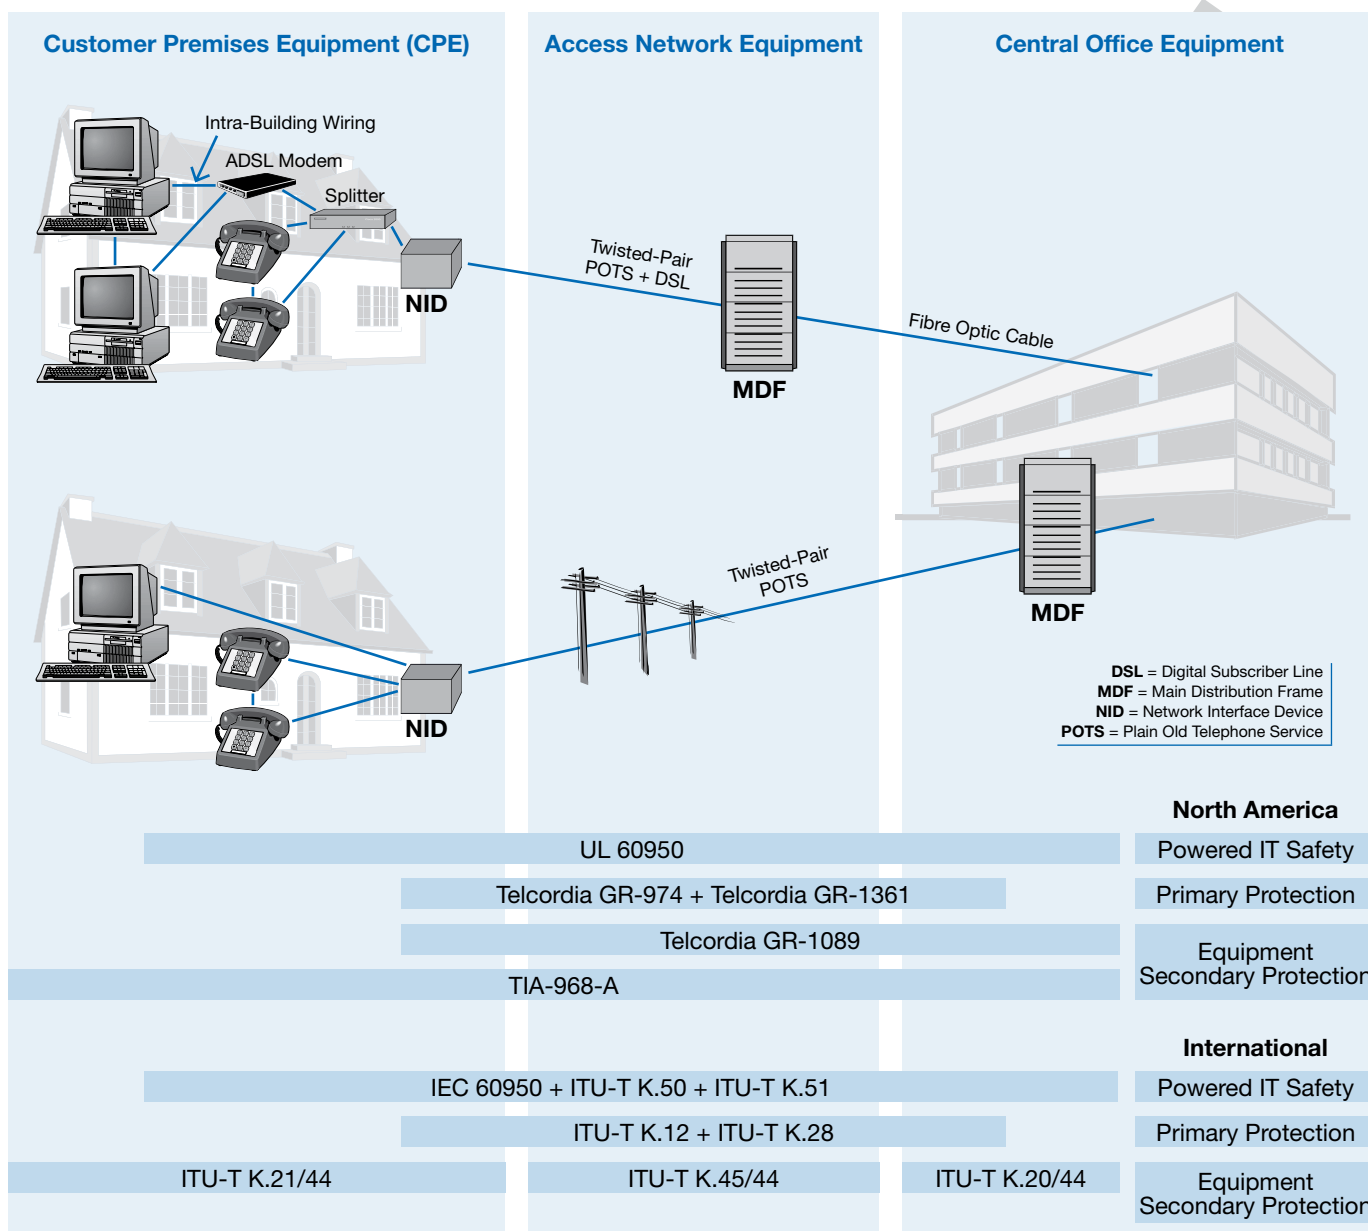 Customer Premises Equipment (CPE)
Access Network Equipment
Central Office Equipment
Intra-Building Wiring
ADSL Modem
Splitter
NID
Twisted-Pair
POTS + DSL
MDF
Fibre Optic Cable
Twisted-Pair
POTS
MDF
NID
DSL = Digital Subscriber Line
MDF = Main Distribution Frame
NID = Network Interface Device
POTS = Plain Old Telephone Service
North America
UL 60950
Powered IT Safety
Telcordia GR-974 + Telcordia GR-1361
Primary Protection
Telcordia GR-1089
Equipment
Secondary Protection
TIA-968-A
International
IEC 60950 + ITU-T K.50 + ITU-T K.51
Powered IT Safety
ITU-T K.12 + ITU-T K.28
Primary Protection
ITU-T K.21/44
ITU-T K.45/44
ITU-T K.20/44
Equipment
Secondary Protection